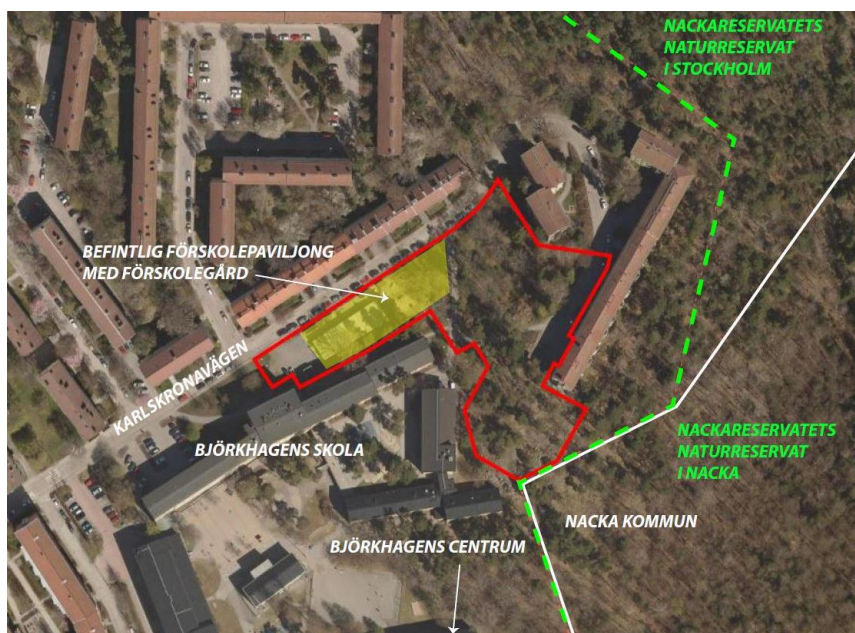 NACKARESERVATETS
NATURRESERVAT
I STOCKHOLM
BEFINTLIG FÖRSKOLEPAVILJONG
MED FÖRSKOLEGÅRD
KARLSKRONAVÄGEN
BJÖRKHAGENS SKOLA
NACKARESERVATETS
NATURRESERVAT
I NACKA
NACKA KOMMUN
BJÖRKHAGENS CENTRUM